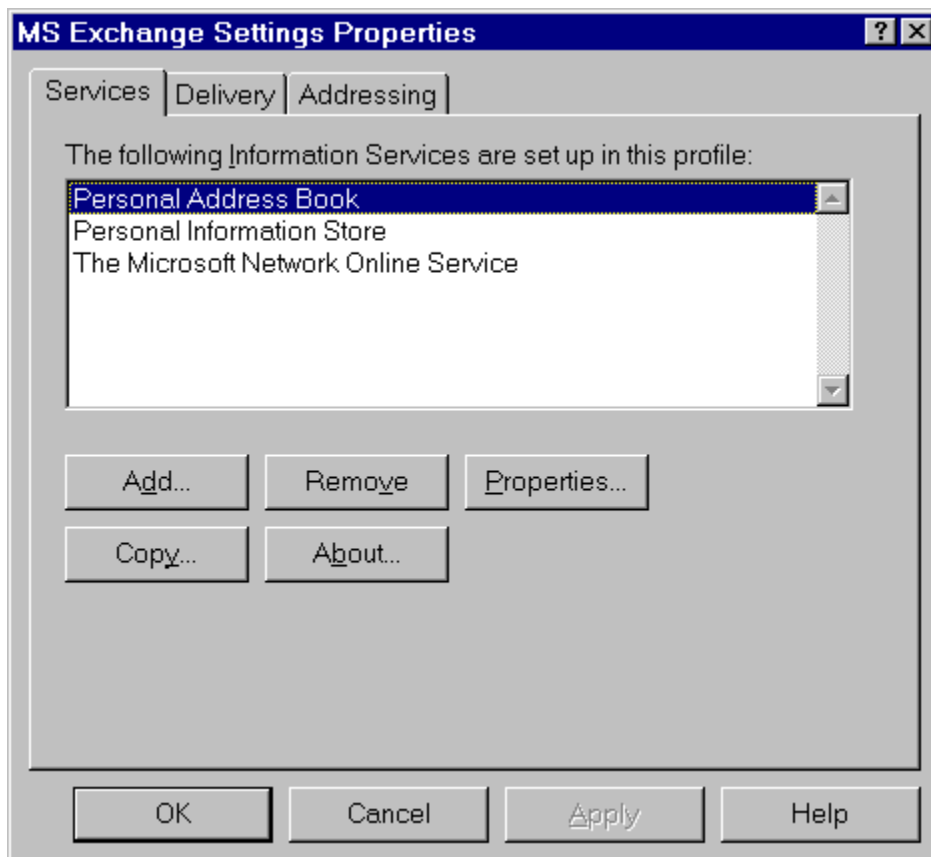 MS Exchange Settings Properties
Services Delivery Addressing
The following Information Services are set up in this profile:
Personal Address Book
Personal Information Store
The Microsoft Network Online Service
Add... Remove Properties...
Copy... About...
OK Cancel Apply Help